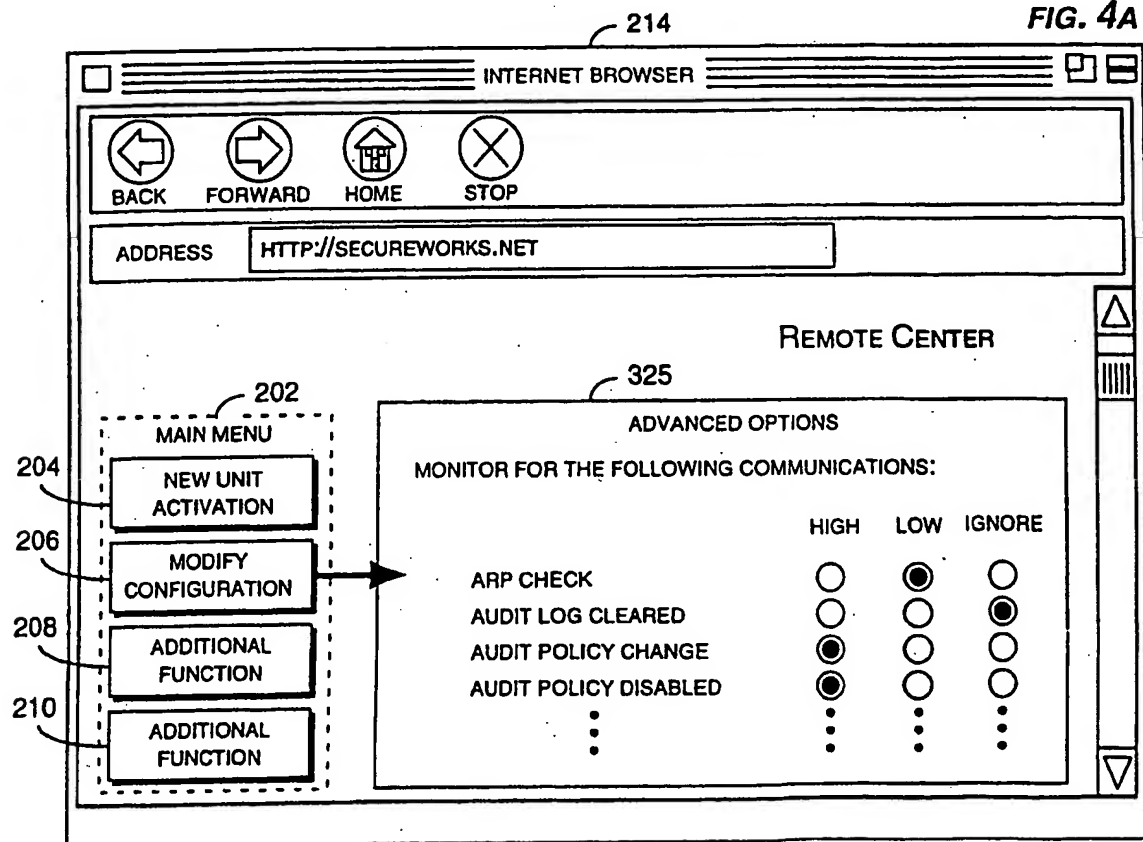 FIG. 4A
214
INTERNET BROWSER
BACK FORWARD HOME STOP
ADDRESS HTTP://SECUREWORKS.NET
REMOTE CENTER
202
325
MAIN MENU
ADVANCED OPTIONS
MONITOR FOR THE FOLLOWING COMMUNICATIONS:
204
NEW UNIT
ACTIVATION
HIGH LOW IGNORE
206
MODIFY
CONFIGURATION
ARP CHECK
AUDIT LOG CLEARED
208
ADDITIONAL
FUNCTION
AUDIT POLICY CHANGE
AUDIT POLICY DISABLED
210
ADDITIONAL
FUNCTION